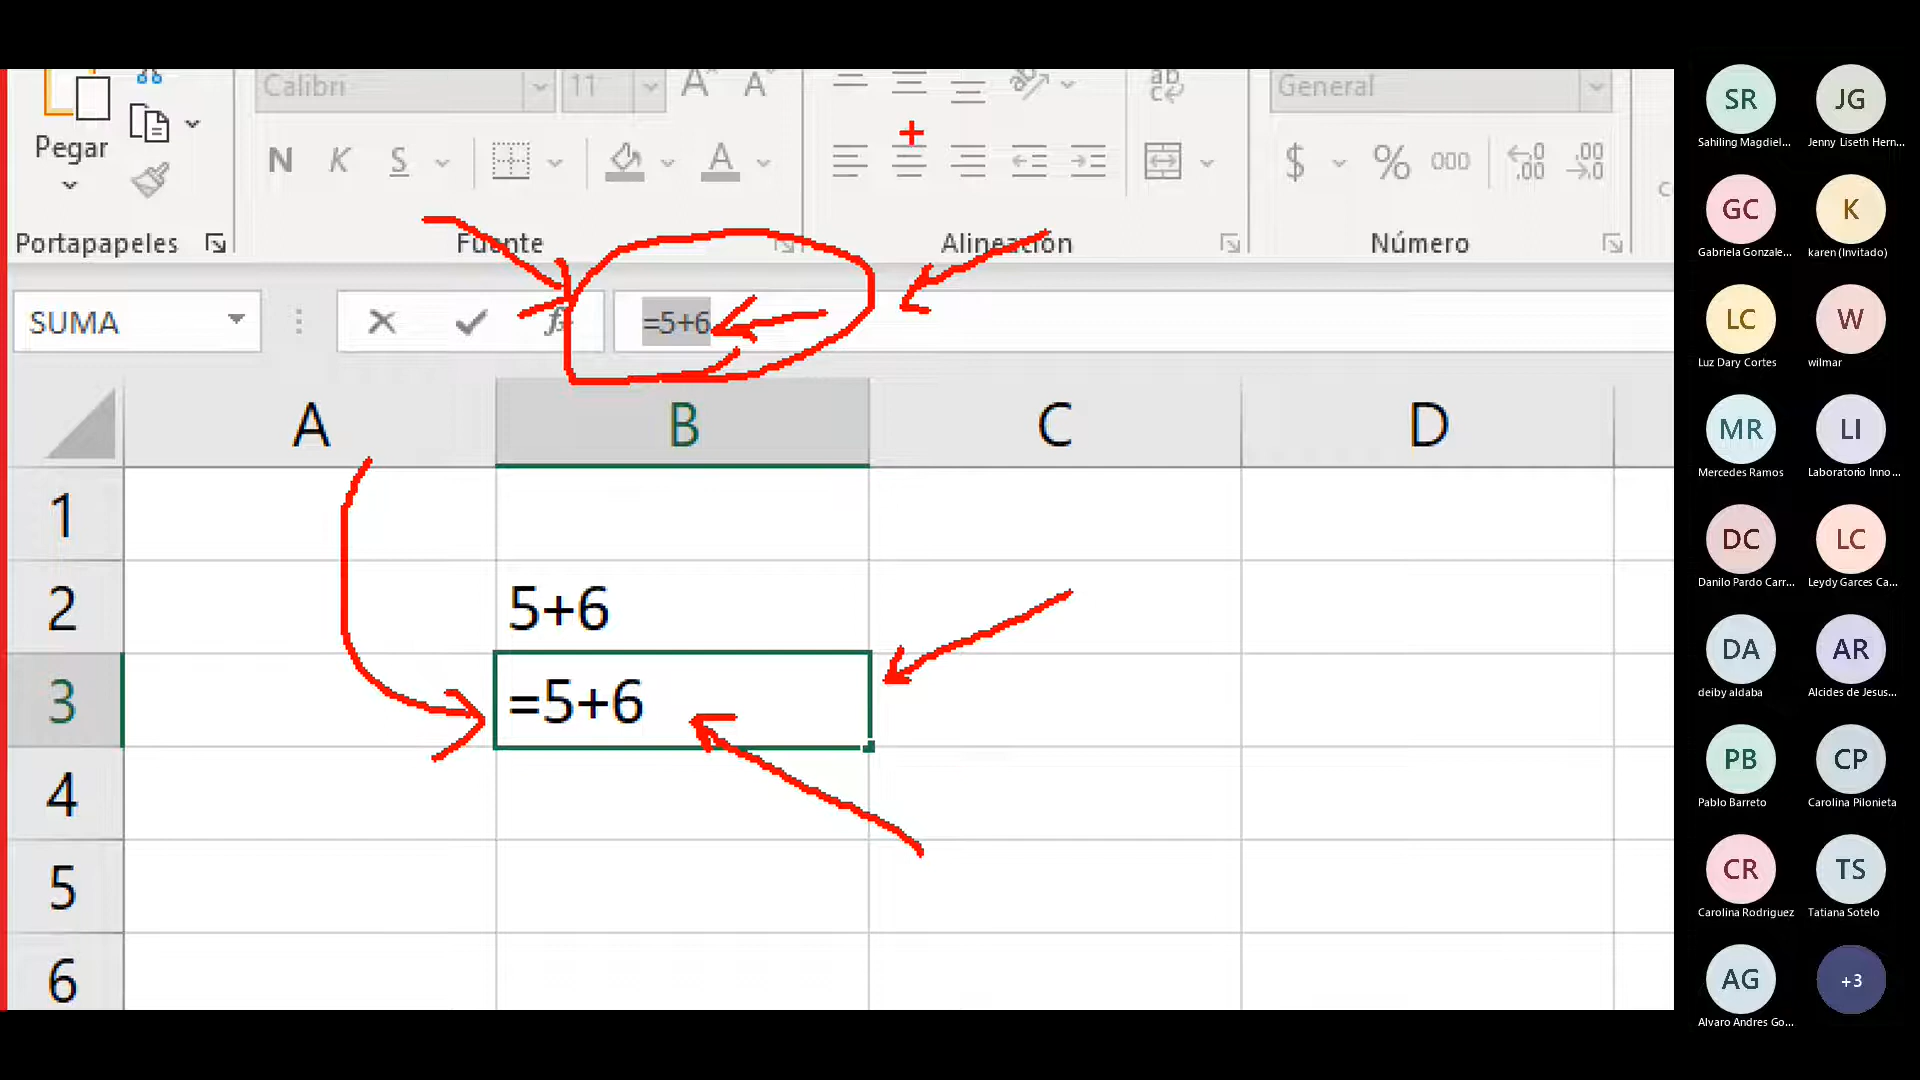 Calibri 11 A A ab General
Pegar N K S A $ % 000 ,00 ,00
Portapapeles Fuente Alineación Número
SUMA fx =5+6
A B C D
1
2 5+6
3 =5+6
4
5
6
SR JG
Sahiling Magdiel... Jenny Liseth Hern...
GC K
Gabriela Gonzale... karen (Invitado)
LC W
Luz Dary Cortes wilmar
MR LI
Mercedes Ramos Laboratorio Inno...
DC LC
Danilo Pardo Carr... Leydy Garces Ca...
DA AR
deiby aldaba Alcides de Jesus...
PB CP
Pablo Barreto Carolina Pilonieta
CR TS
Carolina Rodriguez Tatiana Sotelo
AG +3
Alvaro Andres Go...